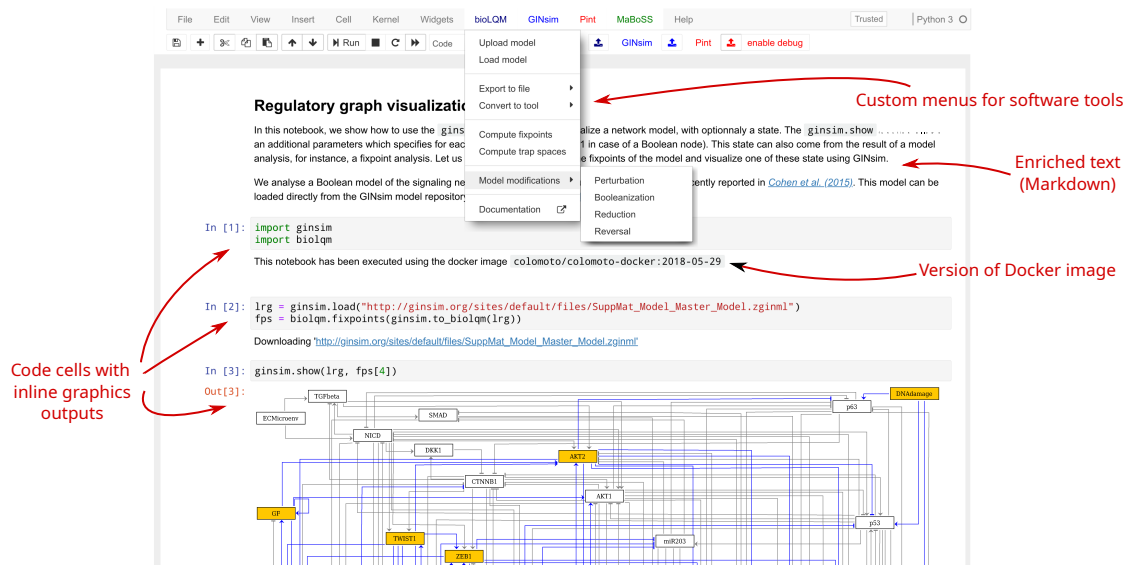 File Edit View Insert Cell Kernel Widgets bioLQM GINsim Pint MaBoSS Help Trusted Python 3
Run Code GINsim Pint enable debug
Upload model
Load model
Export to file
Convert to tool
Compute fixpoints
Compute trap spaces
Model modifications
Documentation
Perturbation
Booleanization
Reduction
Reversal
Custom menus for software tools
Enriched text
(Markdown)
Version of Docker image
Code cells with
inline graphics
outputs
Regulatory graph
In this notebook, we show how to use the gins alize a network model, with optionnaly a state. The ginsim.show
an additional parameters which specifies for eac 1 in case of a Boolean node). This state can also come from the result of a model
analysis, for instance, a fixpoint analysis. Let us e fixpoints of the model and visualize one of these state using GINsim.
We analyse a Boolean model of the signaling ne cently reported in Cohen et al. (2015). This model can be
loaded directly from the GINsim model repository
In [1]: import ginsim
import biolqm
This notebook has been executed using the docker image colomoto/colomoto-docker:2018-05-29
In [2]: lrg = ginsim.load("http://ginsim.org/sites/default/files/SuppMat_Model_Master_Model.zginml")
fps = biolqm.fixpoints(ginsim.to_biolqm(lrg))
Downloading 'http://ginsim.org/sites/default/files/SuppMat_Model_Master_Model.zginml'
In [3]: ginsim.show(lrg, fps[4])
Out[3]:
TGFbeta
DNAdamage
p63
ECMicroenv
SMAD
NICD
DKK1
AKT2
CTNNB1
AKT1
GF
p53
TWIST1
miR203
ZEB1